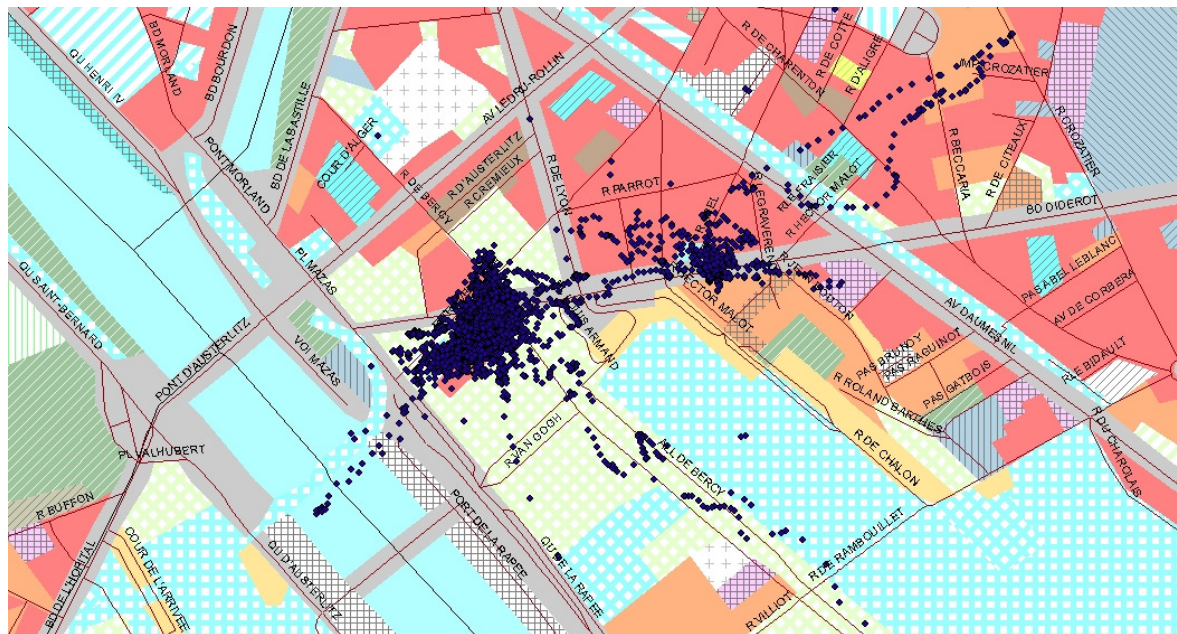 QU HENRI IV
BD MORLAND
BD BOURDON
R DE CHARENTON
R DE COTTE
R D'ALIGRE
IMP CROZATIER
PONT MORLAND
BD DE LA BASTILLE
COUR D'ALGER
AV LEDRU-ROLLIN
R DE BERCY
R D'AUSTERLITZ
R CREMIEUX
R DE LYON
R PARROT
R LEGRAVEREN
R HECTOR MALOT
R BECCARIA
R DE CITEAUX
R CROZATIER
BD DIDEROT
QU SAINT-BERNARD
PL MAZAS
VOI MAZAS
PONT D'AUSTERLITZ
HECTOR MALOT
PAS ABEL LEBLANC
AV DE CORBERA
AV DAUMESNIL
PAS BRUNOY
PAS RAGUINOT
PAS GATBOIS
R ROLAND BARTHES
R DE CHALON
R LE BIDAULT
R DU CHAROLAIS
PL VALHUBERT
R BUFFON
BD DE L'HOPITAL
COUR DE L'ARRIVEE
QU D'AUSTERLITZ
PORT DE LA RAPEE
QU DE LA RAPEE
R VAN GOGH
ALL DE BERCY
R DE RAMBOUILLET
R VILLIOT